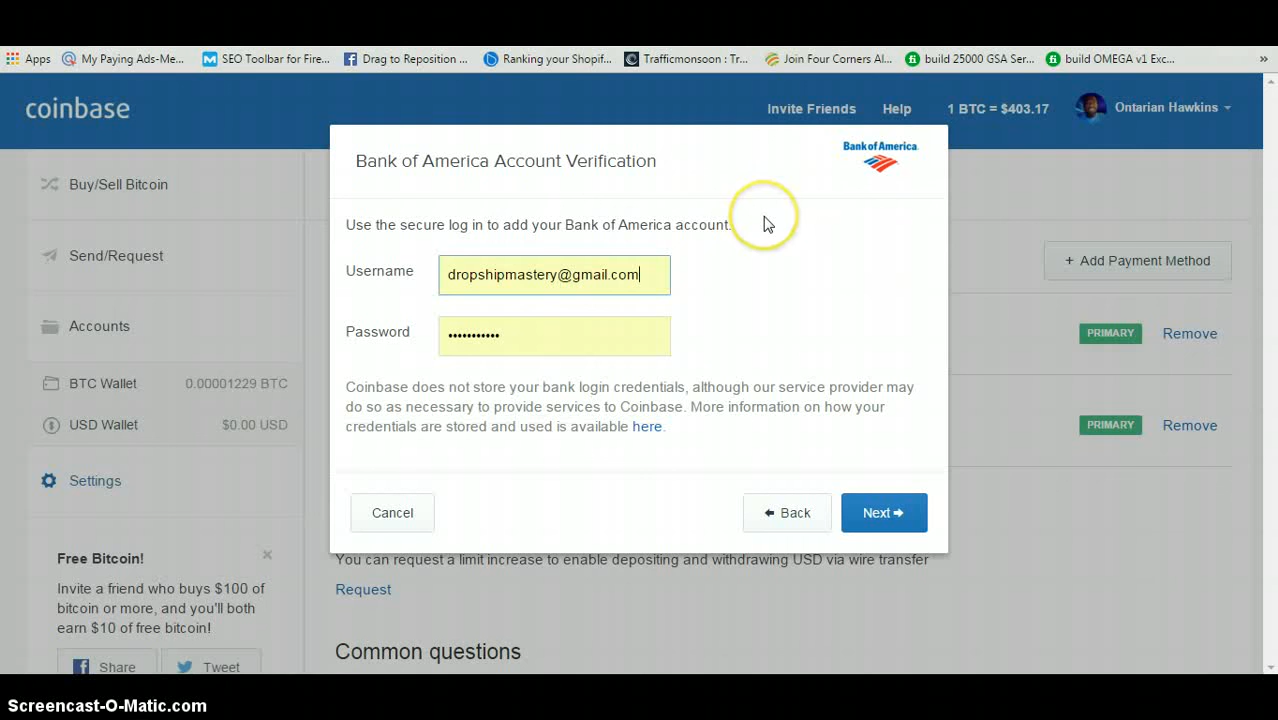 Apps My Paying Ads-Me... SEO Toolbar for Fire... Drag to Reposition ... Ranking your Shopif... Trafficmonsoon : Tr... Join Four Corners Al... build 25000 GSA Ser... build OMEGA v1 Exc... »
coinbase Invite Friends Help 1 BTC = $403.17 Ontarian Hawkins
Bank of America Account Verification Bank of America
Buy/Sell Bitcoin
Use the secure log in to add your Bank of America account.
Send/Request + Add Payment Method
Username dropshipmastery@gmail.com
Accounts PRIMARY Remove
Password •••••••••••
BTC Wallet 0.00001229 BTC
Coinbase does not store your bank login credentials, although our service provider may
do so as necessary to provide services to Coinbase. More information on how your
credentials are stored and used is available here.
USD Wallet $0.00 USD PRIMARY Remove
Settings
Cancel Back Next
Free Bitcoin! ×
You can request a limit increase to enable depositing and withdrawing USD via wire transfer
Request
Invite a friend who buys $100 of
bitcoin or more, and you'll both
earn $10 of free bitcoin!
Common questions
f Share Tweet
Screencast-O-Matic.com